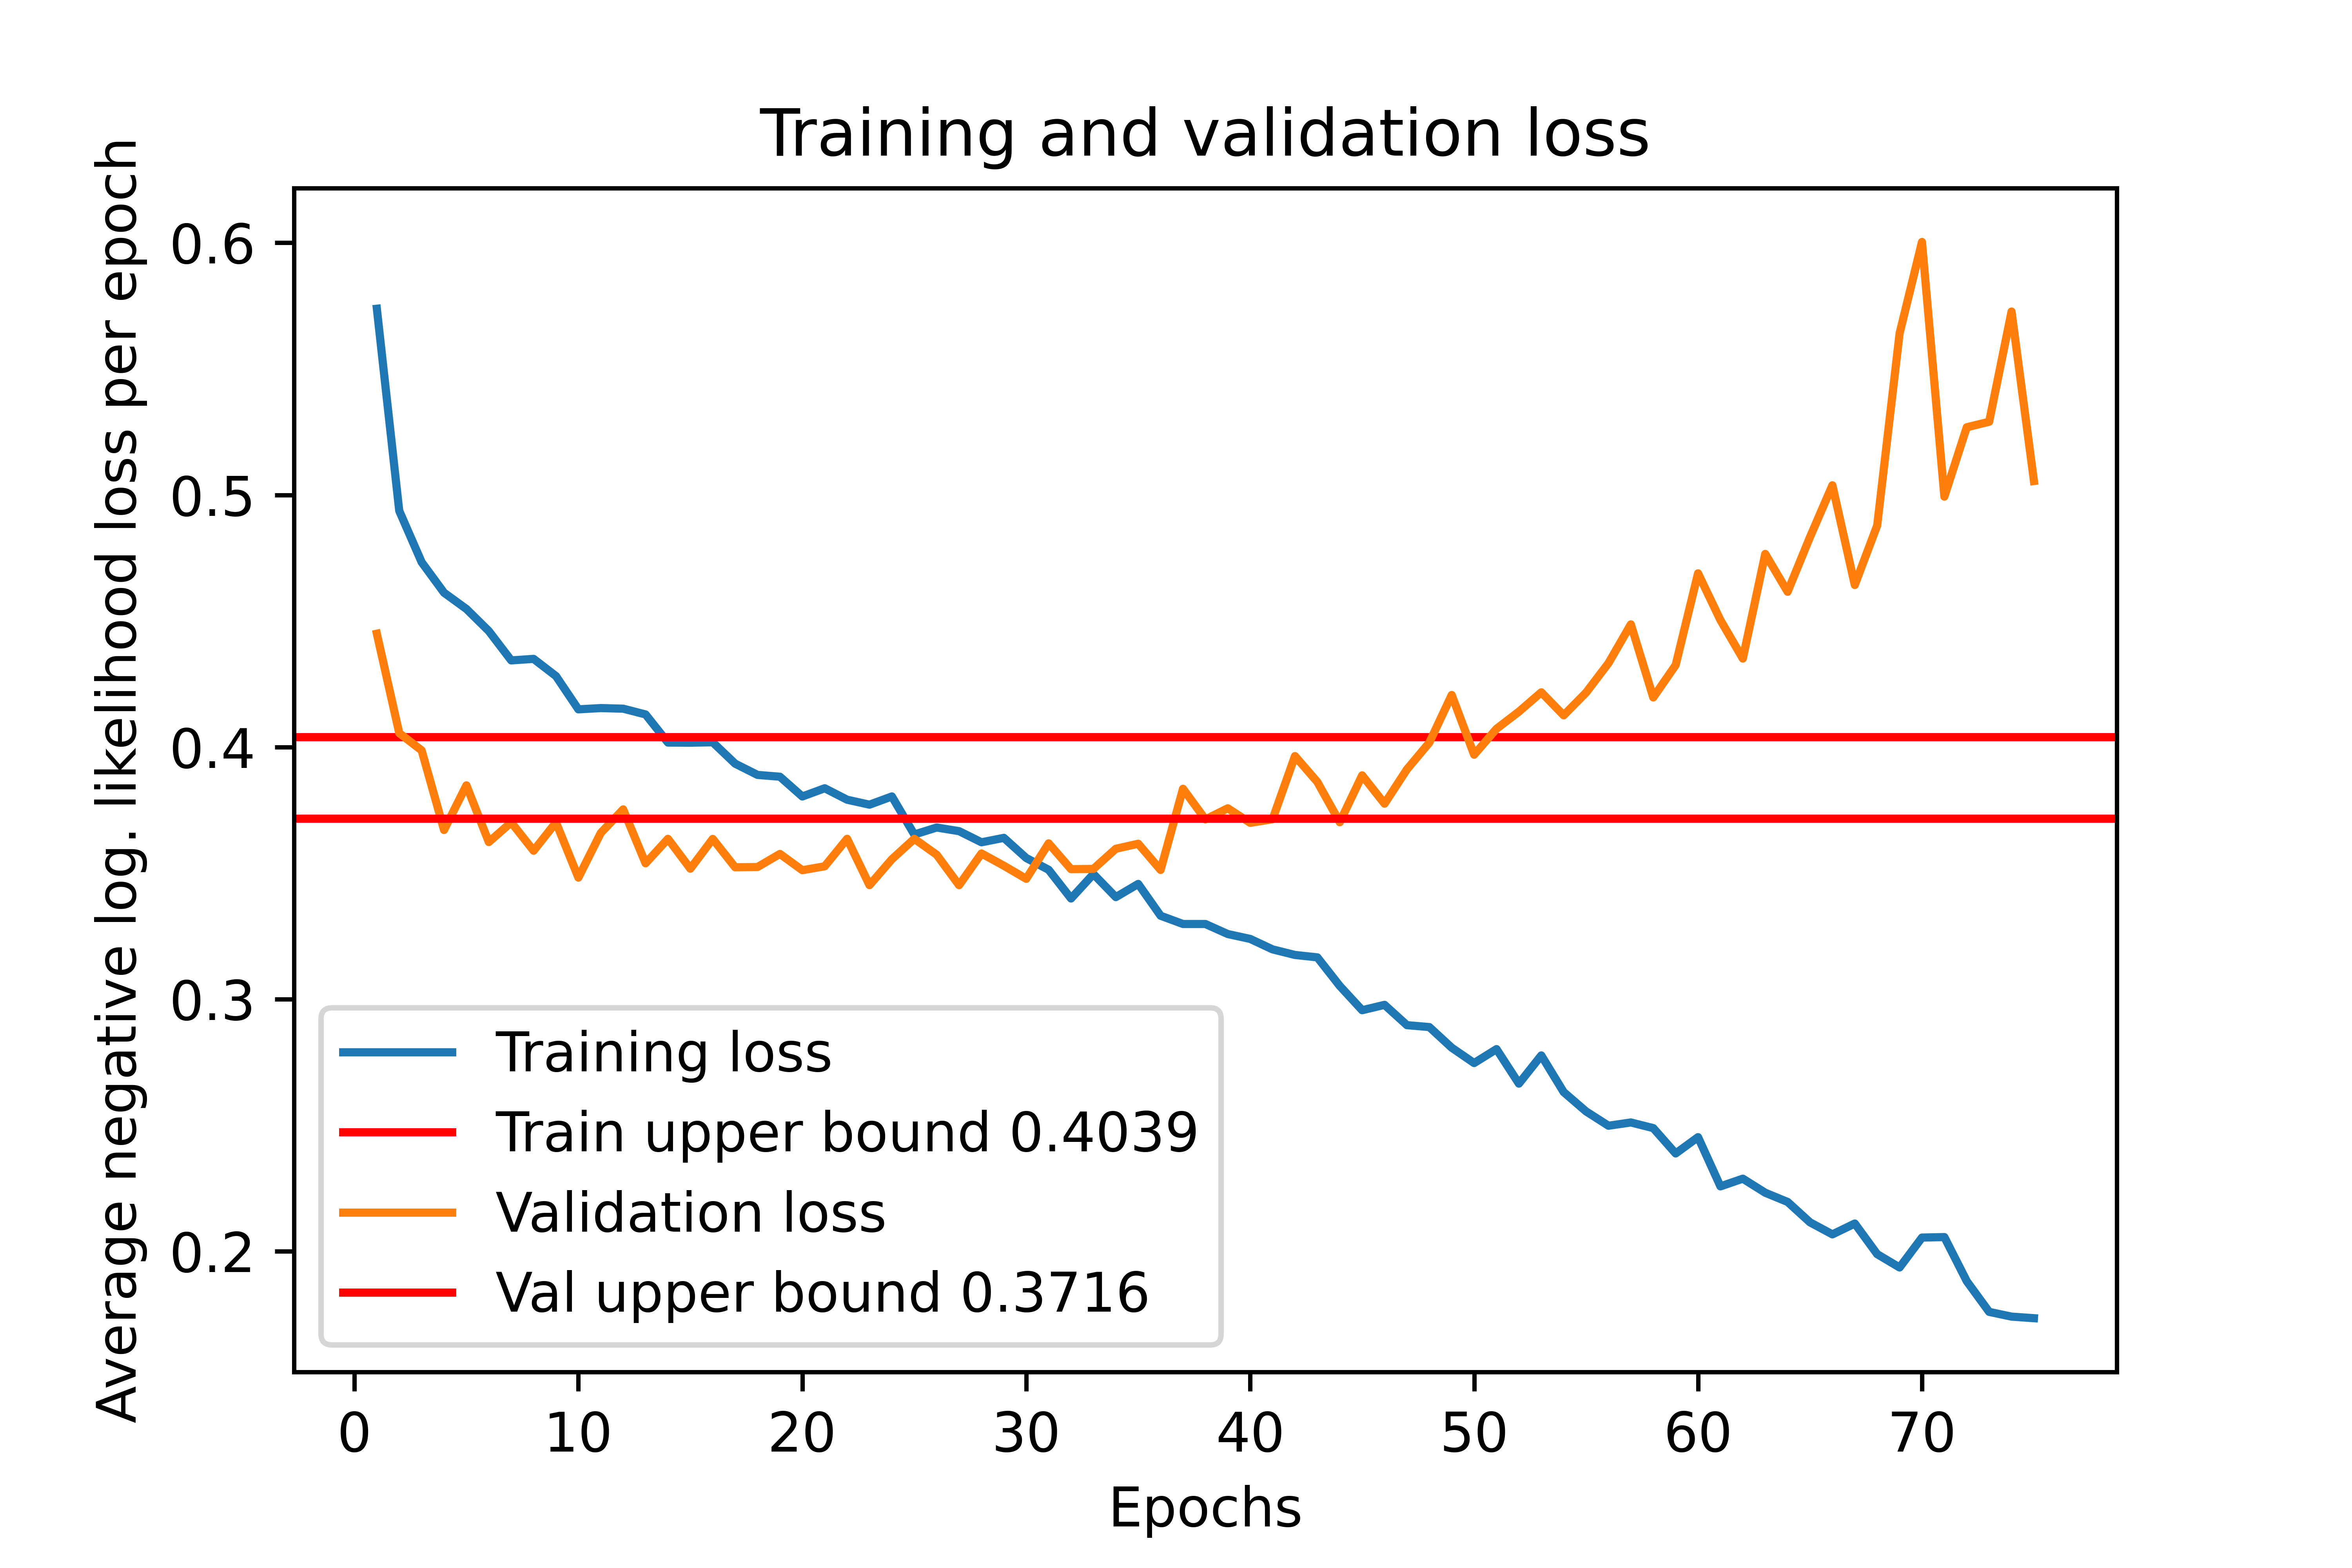 Training and validation loss
Average negative log. likelihood loss per epoch
0.6
0.5
0.4
0.3
0.2
Training loss
Train upper bound 0.4039
Validation loss
Val upper bound 0.3716
0 10 20 30 40 50 60 70
Epochs